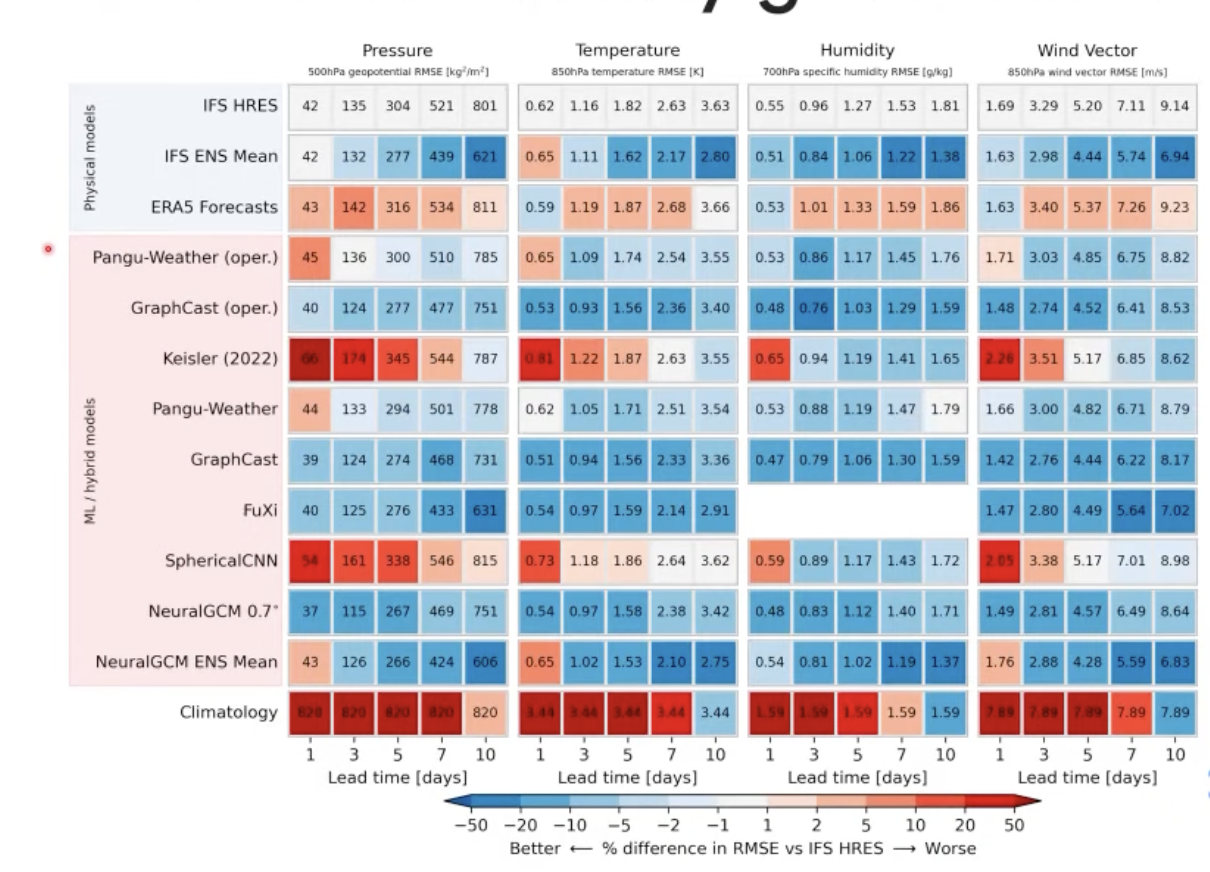 Pressure Temperature Humidity Wind Vector
500hPa geopotential RMSE [kg²/m²] 850hPa temperature RMSE [K] 700hPa specific humidity RMSE [g/kg] 850hPa wind vector RMSE [m/s]
Physical models
IFS HRES 42 135 304 521 801 0.62 1.16 1.82 2.63 3.63 0.55 0.96 1.27 1.53 1.81 1.69 3.29 5.20 7.11 9.14
IFS ENS Mean 42 132 277 439 621 0.65 1.11 1.62 2.17 2.80 0.51 0.84 1.06 1.22 1.38 1.63 2.98 4.44 5.74 6.94
ERA5 Forecasts 43 142 316 534 811 0.59 1.19 1.87 2.68 3.66 0.53 1.01 1.33 1.59 1.86 1.63 3.40 5.37 7.26 9.23
ML / hybrid models
Pangu-Weather (oper.) 45 136 300 510 785 0.65 1.09 1.74 2.54 3.55 0.53 0.86 1.17 1.45 1.76 1.71 3.03 4.85 6.75 8.82
GraphCast (oper.) 40 124 277 477 751 0.53 0.93 1.56 2.36 3.40 0.48 0.76 1.03 1.29 1.59 1.48 2.74 4.52 6.41 8.53
Keisler (2022) 66 174 345 544 787 0.81 1.22 1.87 2.63 3.55 0.65 0.94 1.19 1.41 1.65 2.26 3.51 5.17 6.85 8.62
Pangu-Weather 44 133 294 501 778 0.62 1.05 1.71 2.51 3.54 0.53 0.88 1.19 1.47 1.79 1.66 3.00 4.82 6.71 8.79
GraphCast 39 124 274 468 731 0.51 0.94 1.56 2.33 3.36 0.47 0.79 1.06 1.30 1.59 1.42 2.76 4.44 6.22 8.17
FuXi 40 125 276 433 631 0.54 0.97 1.59 2.14 2.91 1.47 2.80 4.49 5.64 7.02
SphericalCNN 54 161 338 546 815 0.73 1.18 1.86 2.64 3.62 0.59 0.89 1.17 1.43 1.72 2.05 3.38 5.17 7.01 8.98
NeuralGCM 0.7° 37 115 267 469 751 0.54 0.97 1.58 2.38 3.42 0.48 0.83 1.12 1.40 1.71 1.49 2.81 4.57 6.49 8.64
NeuralGCM ENS Mean 43 126 266 424 606 0.65 1.02 1.53 2.10 2.75 0.54 0.81 1.02 1.19 1.37 1.76 2.88 4.28 5.59 6.83
Climatology 820 820 820 820 820 3.44 3.44 3.44 3.44 3.44 1.59 1.59 1.59 1.59 1.59 7.89 7.89 7.89 7.89 7.89
1 3 5 7 10 1 3 5 7 10 1 3 5 7 10 1 3 5 7 10
Lead time [days] Lead time [days] Lead time [days] Lead time [days]
−50 −20 −10 −5 −2 −1 1 2 5 10 20 50
Better ← % difference in RMSE vs IFS HRES → Worse